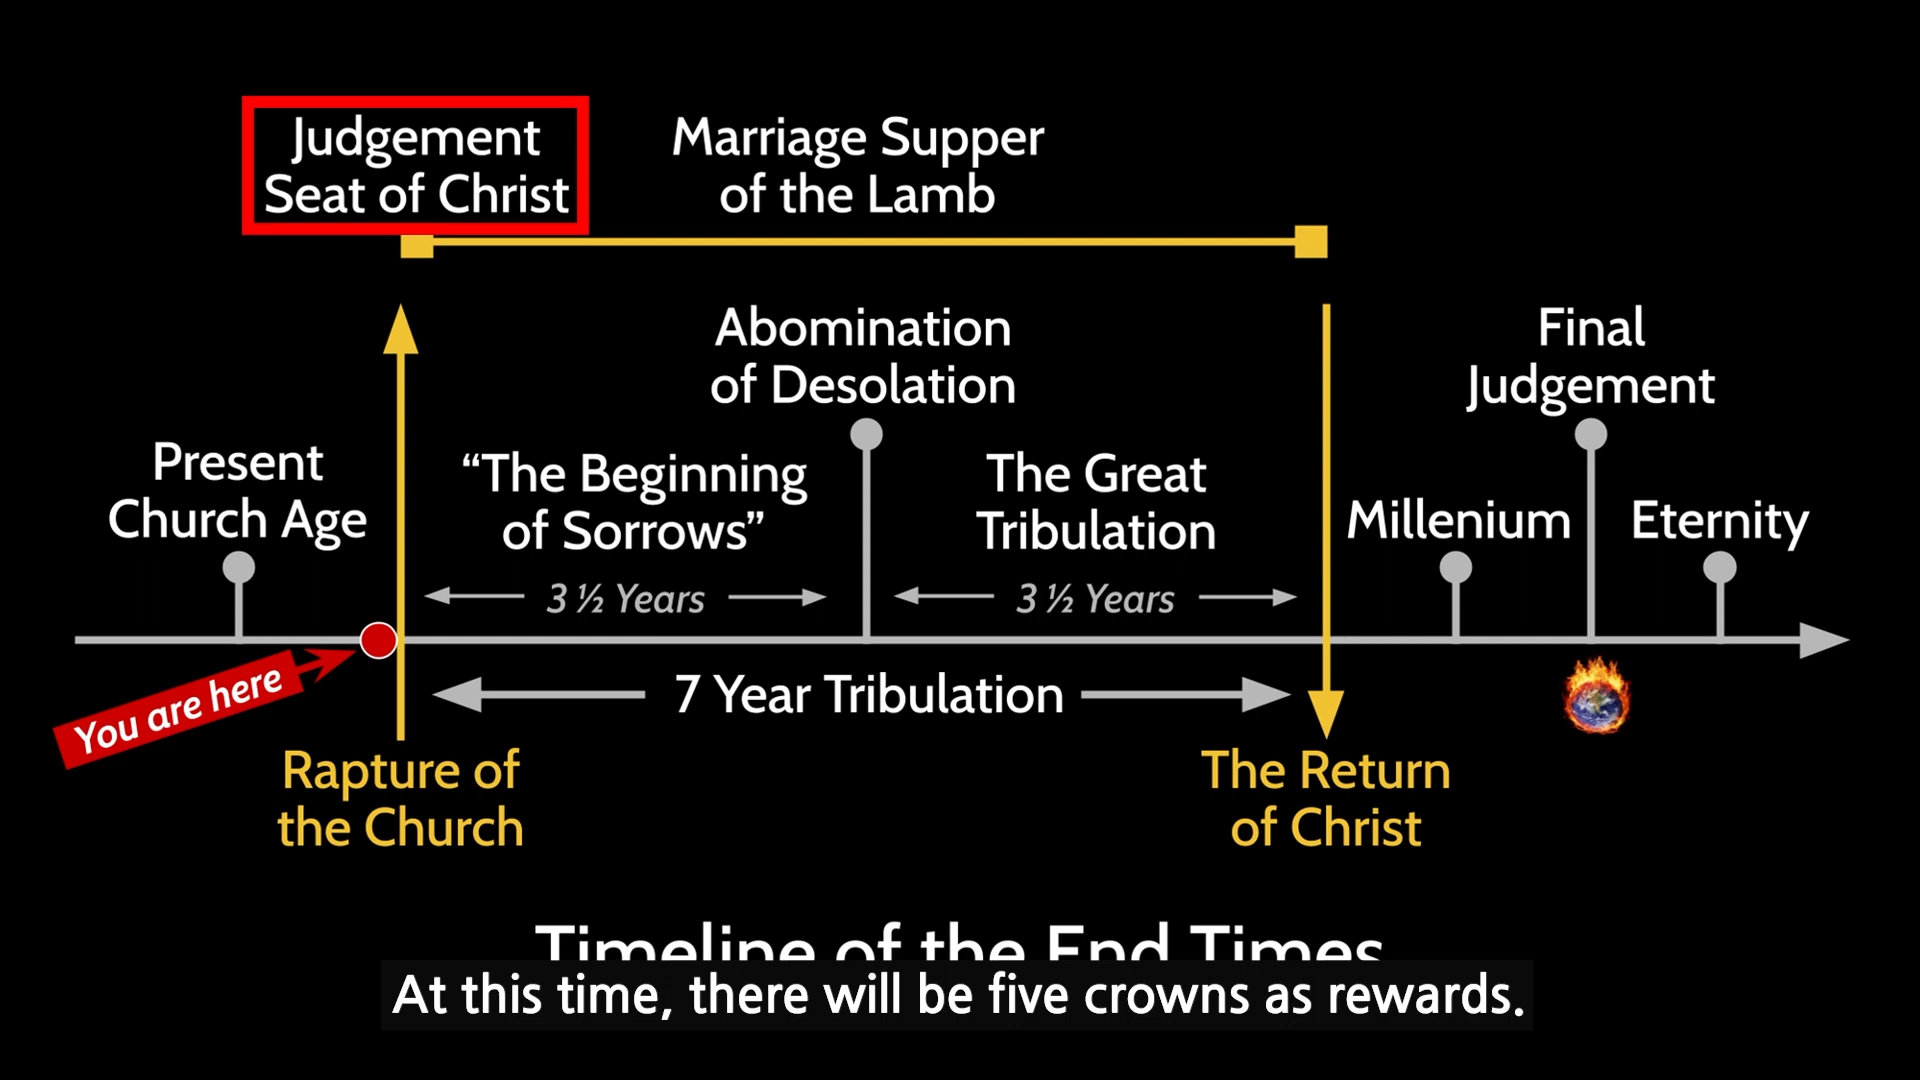 Judgement
Seat of Christ
Marriage Supper
of the Lamb
Abomination
of Desolation
Final
Judgement
Present
Church Age
“The Beginning
of Sorrows”
The Great
Tribulation
Millenium
Eternity
3 ½ Years
3 ½ Years
You are here
7 Year Tribulation
Rapture of
the Church
The Return
of Christ
Timeline of the End Times
At this time, there will be five crowns as rewards.